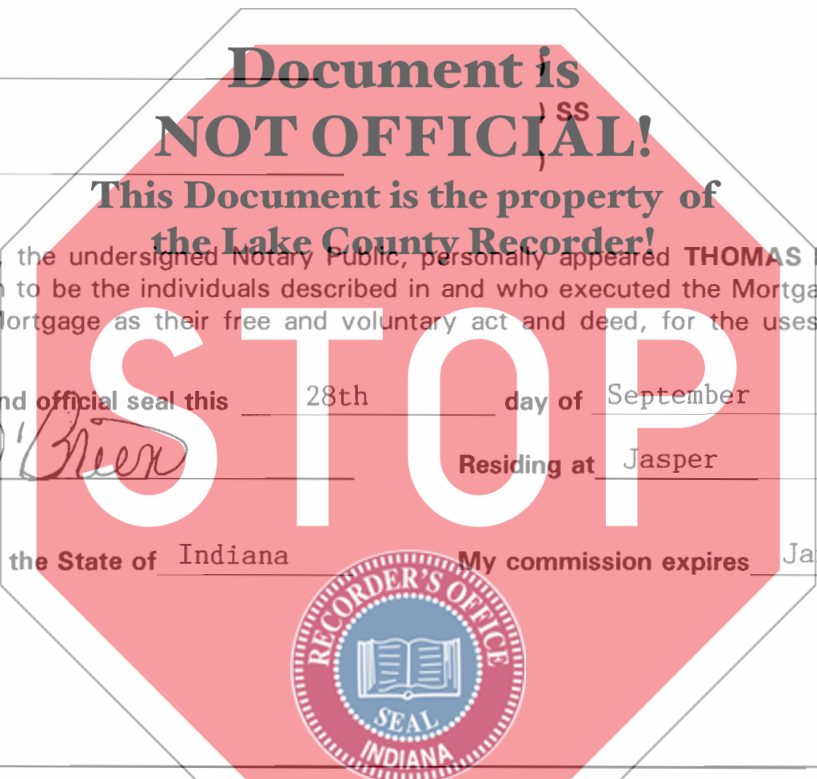 Document is
NOT OFFICIAL!
) SS
)
This Document is the property of
the Lake County Recorder!
the undersigned Notary Public, personally appeared THOMAS
to be the individuals described in and who executed the Mortga
Mortgage as their free and voluntary act and deed, for the uses
STOP
nd official seal this 28th day of September
O'Brien
Residing at Jasper
the State of Indiana My commission expires Ja
RECORDER'S OFFICE
SEAL
INDIANA